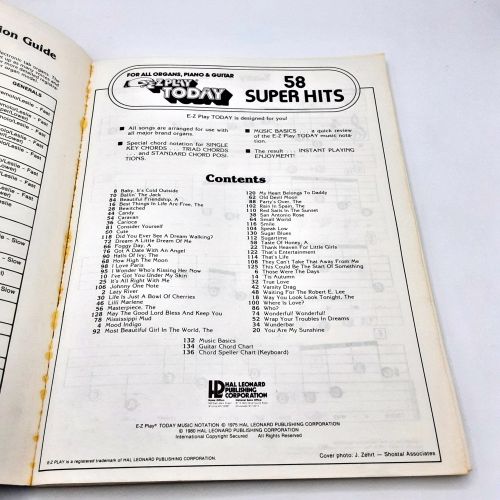 ion Guide
FOR ALL ORGANS, PIANO & GUITAR
E-Z PLAY
TODAY
58
SUPER HITS
E-Z Play TODAY is designed for you!
■ All songs are arranged for use with
all major brand organs.
■ Special chord notation for SINGLE
KEY CHORDS . . . TRIAD CHORDS
. . . and STANDARD CHORD POSI-
TIONS.
■ MUSIC BASICS . . . a quick review
of the E-Z Play TODAY music nota-
tion.
■ The result . . . INSTANT PLAYING
ENJOYMENT!
Contents
8 Baby, It's Cold Outside
70 Ballin' The Jack
84 Beautiful Friendship, A
16 Best Things In Life Are Free, The
28 Bewitched
44 Candy
54 Caravan
36 Carioca
81 Consider Yourself
50 Cute
118 Did You Ever See A Dream Walking?
72 Dream A Little Dream Of Me
66 Foggy Day, A
76 Got A Date With An Angel
90 Halls Of Ivy, The
68 How High The Moon
80 I Love Paris
95 I Wonder Who's Kissing Her Now
10 I've Got You Under My Skin
25 It's All Right With Me
106 Johnny One Note
2 Lazy River
30 Life Is Just A Bowl Of Cherries
46 Lilli Marlene
56 Masterpiece, The
128 May The Good Lord Bless And Keep You
78 Mississippi Mud
4 Mood Indigo
92 Most Beautiful Girl In The World, The
120 My Heart Belongs To Daddy
62 Old Devil Moon
88 Party's Over, The
102 Rain In Spain, The
110 Red Sails In The Sunset
38 San Antonio Rose
64 Small World
116 Smile
104 Speak Low
130 Sugar Blues
112 Sugartime
58 Taste Of Honey, A
22 Thank Heaven For Little Girls
122 That's Entertainment
114 That's Life
108 They Can't Take That Away From Me
125 This Could Be The Start Of Something
6 Those Were The Days
14 'Tis Autumn
32 True Love
42 Varsity Drag
48 Waiting For The Robert E. Lee
18 Way You Look Tonight, The
100 Where Is Love?
86 Who?
74 Wonderful! Wonderful!
52 Wrap Your Troubles In Dreams
34 Wunderbar
20 You Are My Sunshine
132 Music Basics
134 Guitar Chord Chart
136 Chord Speller Chart (Keyboard)
HAL LEONARD
PUBLISHING
CORPORATION
E-Z Play® TODAY MUSIC NOTATION © 1975 HAL LEONARD PUBLISHING CORPORATION
© 1980 HAL LEONARD PUBLISHING CORPORATION
International Copyright Secured All Rights Reserved
E-Z PLAY is a registered trademark of HAL LEONARD PUBLISHING CORPORATION.
Cover photo: J. Zehrt — Shostal Associates